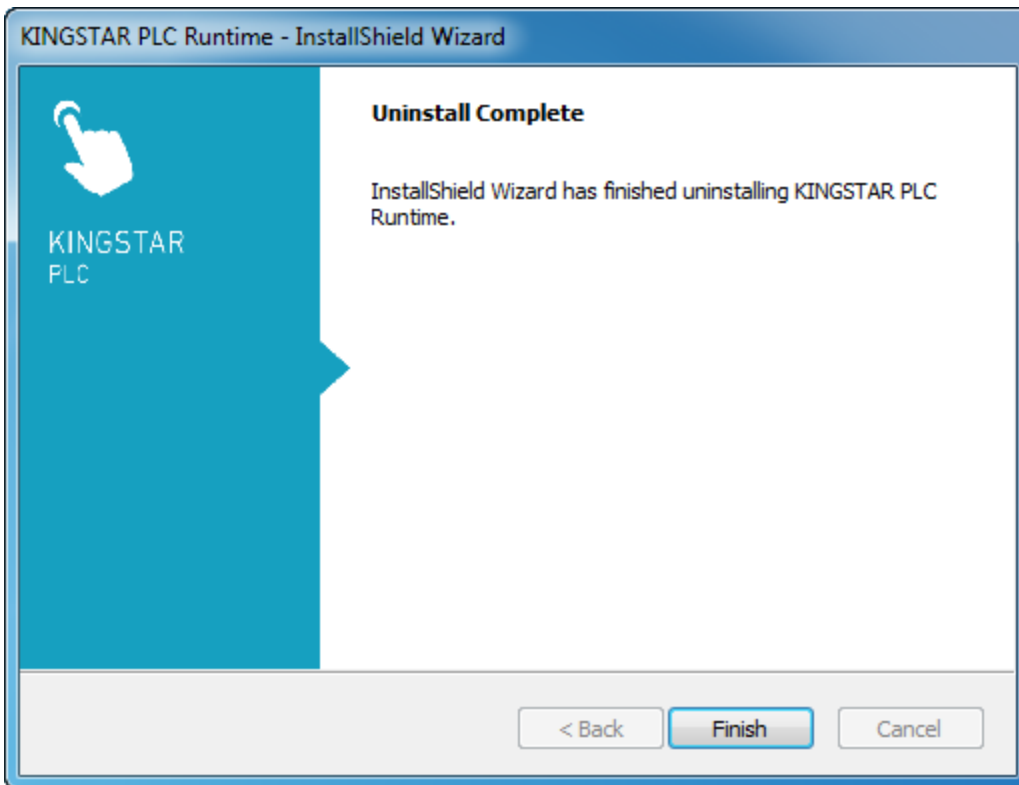 KINGSTAR PLC Runtime - InstallShield Wizard
KINGSTAR
PLC
Uninstall Complete
InstallShield Wizard has finished uninstalling KINGSTAR PLC
Runtime.
< Back
Finish
Cancel